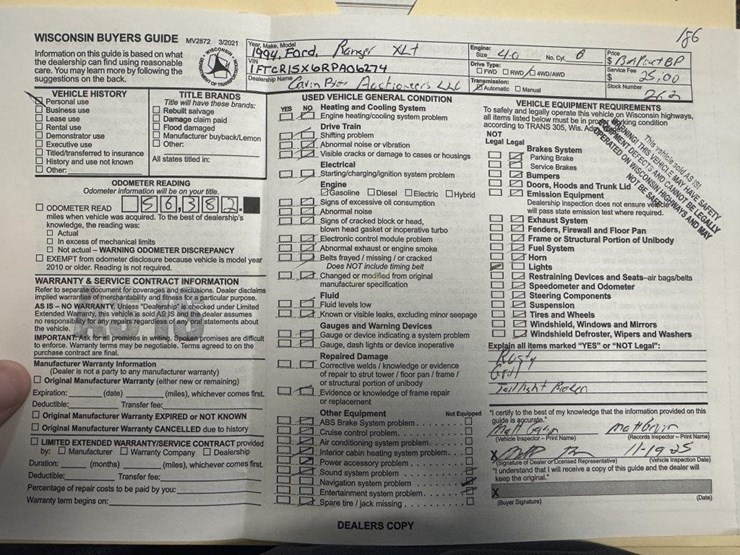 186
WISCONSIN BUYERS GUIDE MV2872 3/2021
Information on this guide is based on what
the dealership can find using reasonable
care. You may learn more by following the
suggestions on the back.
Year, Make, Model
1994, Ford, Ranger XLT
VIN
1FTCR15X6RPA06274
Dealership Name
Engine:
Size 4.0 No. Cyl. 6
Drive Type:
FWD RWD 4WD/AWD
Transmission:
Automatic Manual
Price
$
Service Fee
$ 25.00
Stock Number
262
VEHICLE HISTORY
Personal use
Business use
Lease use
Rental use
Demonstrator use
Executive use
Titled/transferred to insurance
History and use not known
Other:
TITLE BRANDS
Title will have these brands:
Rebuilt salvage
Damage claim paid
Flood damaged
Manufacturer buyback/Lemon
Other:
All states titled in:
ODOMETER READING
Odometer information will be on your title.
ODOMETER READ 56,382
miles when vehicle was acquired. To the best of dealership's
knowledge, the reading was:
Actual
In excess of mechanical limits
Not actual – WARNING ODOMETER DISCREPANCY
EXEMPT from odometer disclosure because vehicle is model year
2010 or older. Reading is not required.
WARRANTY & SERVICE CONTRACT INFORMATION
Refer to separate document for coverages and exclusions. Dealer disclaims
implied warranties of merchantability and fitness for a particular purpose.
AS IS – NO WARRANTY. Unless "Dealership" is checked under Limited
Extended Warranty, this vehicle is sold AS IS and the dealer assumes
no responsibility for any repairs regardless of any oral statements about
the vehicle.
AS IS
IMPORTANT: Ask for all promises in writing. Spoken promises are difficult
to enforce. Warranty terms may be negotiable. Terms agreed to on the
purchase contract are final.
Manufacturer Warranty Information
(Dealer is not a party to any manufacturer warranty)
Original Manufacturer Warranty (either new or remaining)
Expiration: (date) (miles), whichever comes first.
Deductible: Transfer fee:
Original Manufacturer Warranty EXPIRED or NOT KNOWN
Original Manufacturer Warranty CANCELLED due to history
LIMITED EXTENDED WARRANTY/SERVICE CONTRACT provided
by: Manufacturer Warranty Company Dealership
Duration: (months) (miles), whichever comes first.
Deductible: Transfer fee:
Percentage of repair costs to be paid by you:
Warranty term begins on:
USED VEHICLE GENERAL CONDITION
YES NO Heating and Cooling System
Engine heating/cooling system problem
Drive Train
Shifting problem
Abnormal noise or vibration
Visible cracks or damage to cases or housings
Electrical
Starting/charging/ignition system problem
Engine
Gasoline Diesel Electric Hybrid
Signs of excessive oil consumption
Abnormal noise
Signs of cracked block or head,
blown head gasket or inoperative turbo
Electronic control module problem
Abnormal exhaust or engine smoke
Belts frayed / missing / or cracked
Does NOT include timing belt
Changed or modified from original
manufacturer specification
Fluid
Fluid levels low
Known or visible leaks, excluding minor seepage
Gauges and Warning Devices
Gauge or device indicating a system problem
Gauge, dash lights or device inoperative
Repaired Damage
Corrective welds / knowledge or evidence
of repair to strut tower / floor pan / frame /
or structural portion of unibody
Evidence or knowledge of frame repair
or replacement
Other Equipment Not Equipped
ABS Brake System problem
Cruise control problem
Air conditioning system problem
Interior cabin heating system problem
Power accessory problem
Sound system problem
Navigation system problem
Entertainment system problem
Spare tire / jack missing
VEHICLE EQUIPMENT REQUIREMENTS
To safely and legally operate this vehicle on Wisconsin highways,
all items listed below must be in proper working condition
according to TRANS 305, Wis.
WARNING! THIS VEHICLE MAY HAVE SAFETY
This vehicle sold AS IS!
EQUIPMENT DEFECTS AND CANNOT BE LEGALLY
OPERATED ON WISCONSIN HIGHWAYS AND MAY
NOT BE SAFE
NOT
Legal Legal Brakes System
Parking Brake
Service Brakes
Bumpers
Doors, Hoods and Trunk Lid
Emission Equipment
Dealership inspection does not ensure vehicle
will pass state emission test where required.
Exhaust System
Fenders, Firewall and Floor Pan
Frame or Structural Portion of Unibody
Fuel System
Horn
Lights
Restraining Devices and Seats–air bags/belts
Speedometer and Odometer
Steering Components
Suspension
Tires and Wheels
Windshield, Windows and Mirrors
Windshield Defroster, Wipers and Washers
Explain all items marked "YES" or "NOT Legal":
Rusty
Taillight Broken
"I certify to the best of my knowledge that the information provided on this
guide is accurate."
(Vehicle Inspector – Print Name) (Records Inspector – Print Name)
X 11-19-25
(Signature of Dealer or Licensed Representative) (Vehicle Inspection Date)
"I understand that I will receive a copy of this guide and the dealer will
keep the original."
X
(Buyer Signature) (Date)
DEALERS COPY